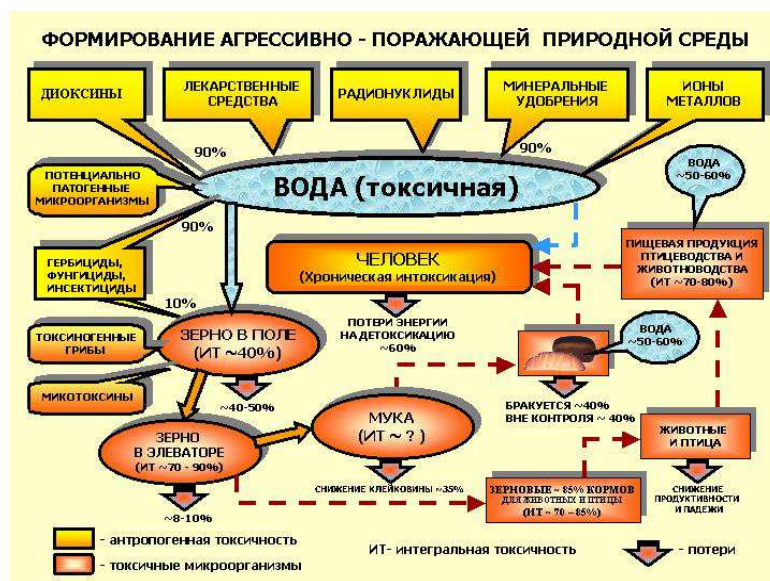 ФОРМИРОВАНИЕ АГРЕССИВНО - ПОРАЖАЮЩЕЙ ПРИРОДНОЙ СРЕДЫ
ДИОКСИНЫ
ЛЕКАРСТВЕННЫЕ
СРЕДСТВА
РАДИОНУКЛИДЫ
МИНЕРАЛЬНЫЕ
УДОБРЕНИЯ
ИОНЫ
МЕТАЛЛОВ
90%
90%
ПОТЕНЦИАЛЬНО
ПАТОГЕННЫЕ
МИКРООРГАНИЗМЫ
ВОДА (токсичная)
ВОДА
~50-60%
90%
ГЕРБИЦИДЫ,
ФУНГИЦИДЫ,
ИНСЕКТИЦИДЫ
10%
ЧЕЛОВЕК
(Хроническая интоксикация)
ПИЩЕВАЯ ПРОДУКЦИЯ
ПТИЦЕВОДСТВА И
ЖИВОТНОВОДСТВА
(ИТ ~70-80%)
ПОТЕРИ ЭНЕРГИИ
НА ДЕТОКСИКАЦИЮ
~60%
ТОКСИНОГЕННЫЕ
ГРИБЫ
ЗЕРНО В ПОЛЕ
(ИТ ~40%)
ВОДА
~50-60%
МИКОТОКСИНЫ
~40-50%
БРАКУЕТСЯ ~40%
ВНЕ КОНТРОЛЯ ~ 40%
МУКА
(ИТ ~ ? )
ЖИВОТНЫЕ
И ПТИЦА
ЗЕРНО
В ЭЛЕВАТОРЕ
(ИТ ~70 - 90%)
СНИЖЕНИЕ КЛЕЙКОВИНЫ ~35%
ЗЕРНОВЫЕ ~ 85% КОРМОВ
ДЛЯ ЖИВОТНЫХ И ПТИЦЫ
(ИТ ~ 70 – 85%)
СНИЖЕНИЕ
ПРОДУКТИВНОСТИ
И ПАДЕЖИ
~8-10%
- антропогенная токсичность
ИТ- интегральная токсичность
- потери
- токсичные микроорганизмы